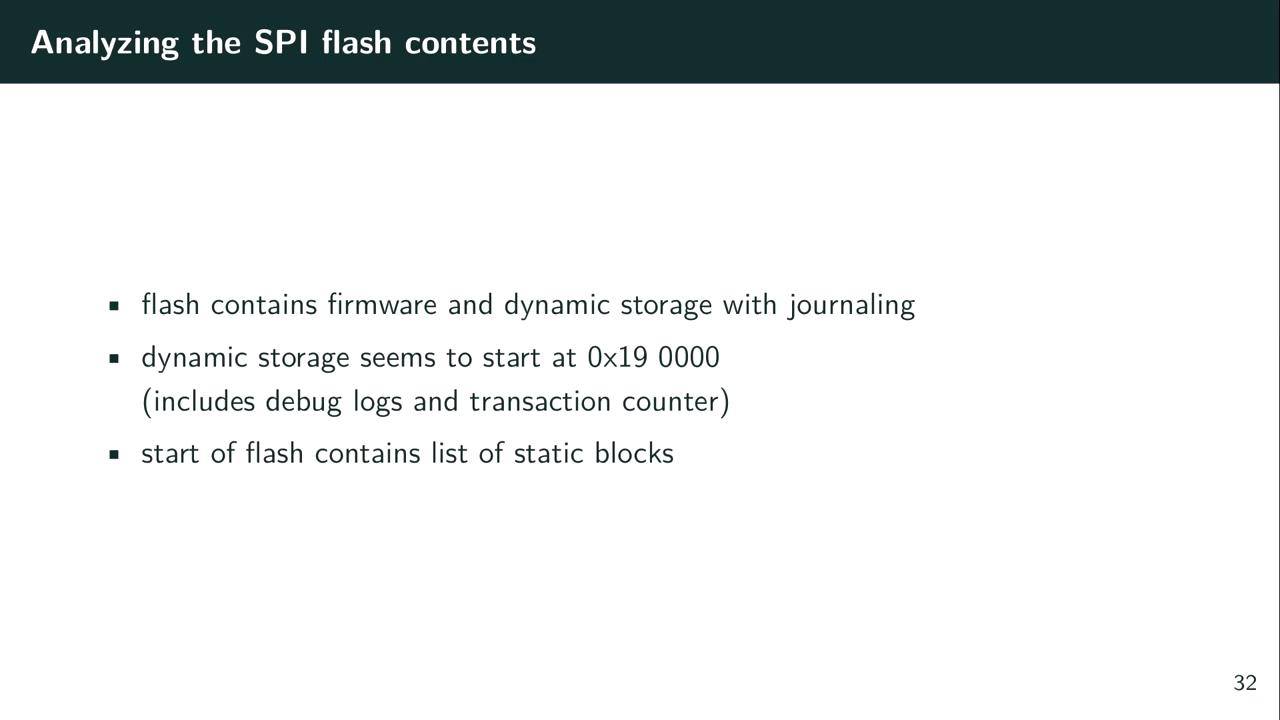 Analyzing the SPI flash contents
▪ flash contains firmware and dynamic storage with journaling
▪ dynamic storage seems to start at 0x19 0000
(includes debug logs and transaction counter)
▪ start of flash contains list of static blocks
32